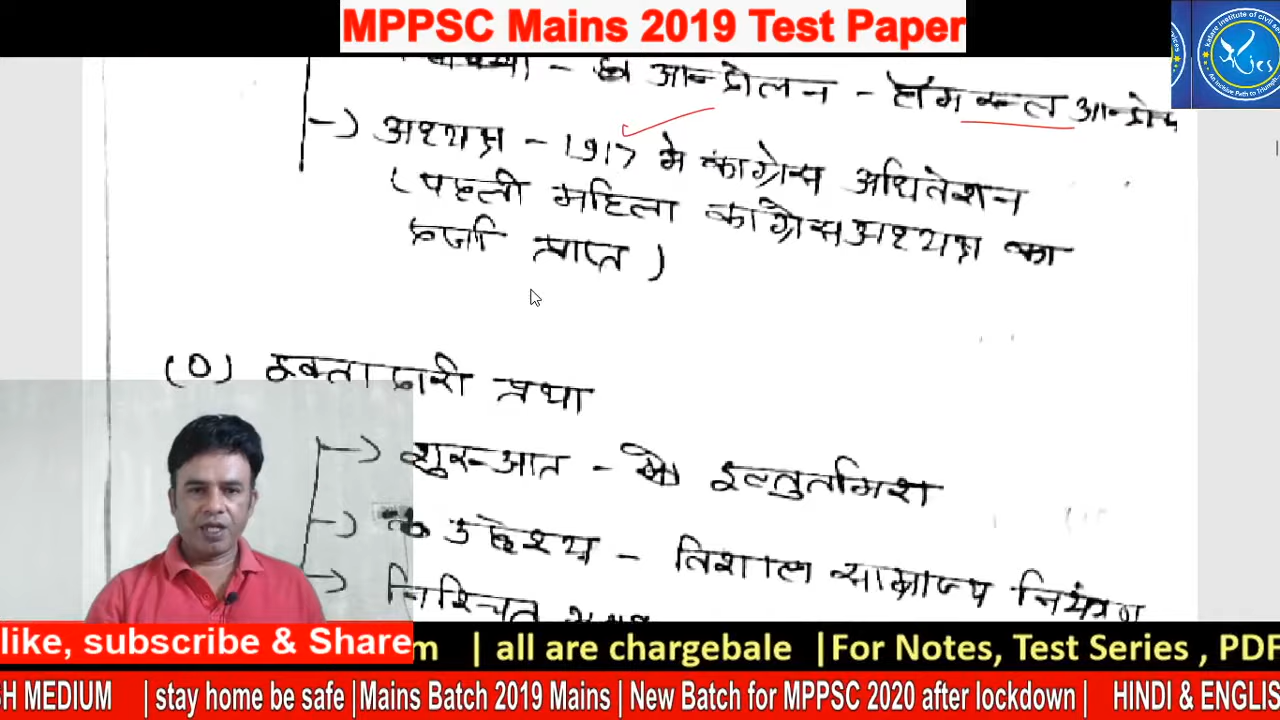 MPPSC Mains 2019 Test Paper
आन्दोलन - होम रूल आन्दो
अध्यक्ष - 1917 मे कांग्रेस अधिवेशन
(पहली महिला कांग्रेस अध्यक्ष का
दर्जा प्राप्त)
(O) इक्तादारी प्रथा
शुरुआत - इल्तुतमिश
उद्देश्य - विशाल साम्राज्य नियंत्रण
निश्चित
like, subscribe & Share
m | all are chargebale |For Notes, Test Series , PDF
SH MEDIUM | stay home be safe |Mains Batch 2019 Mains | New Batch for MPPSC 2020 after lockdown | HINDI & ENGLIS